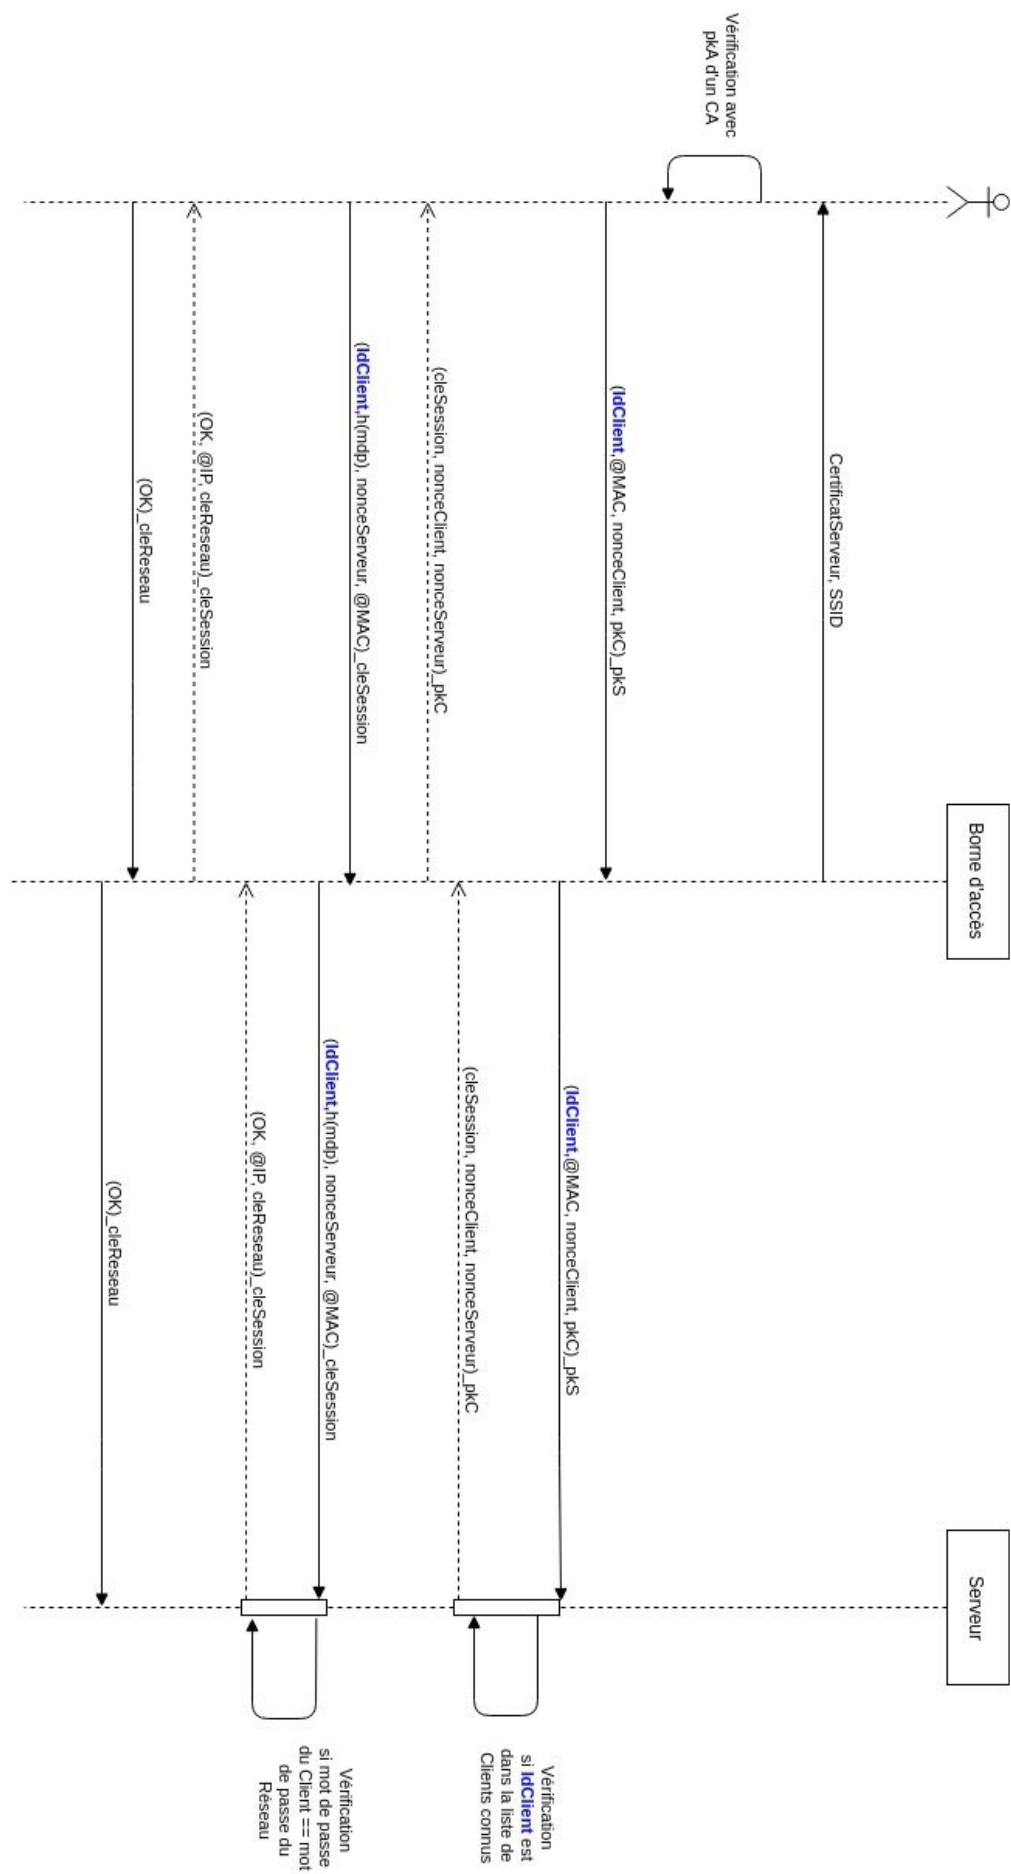 Borne d'accès
Serveur
CertificatServeur, SSID
Vérification avec
pkA d'un CA
(IdClient,@MAC, nonceClient, pkC)_pkS
(IdClient,@MAC, nonceClient, pkC)_pkS
Vérification
si IdClient est
dans la liste de
Clients connus
(cleSession, nonceClient, nonceServeur)_pkC
(cleSession, nonceClient, nonceServeur)_pkC
(IdClient,h(mdp), nonceServeur, @MAC)_cleSession
(IdClient,h(mdp), nonceServeur, @MAC)_cleSession
Vérification
si mot de passe
du Client == mot
de passe du
Réseau
(OK, @IP, cleReseau)_cleSession
(OK, @IP, cleReseau)_cleSession
(OK)_cleReseau
(OK)_cleReseau